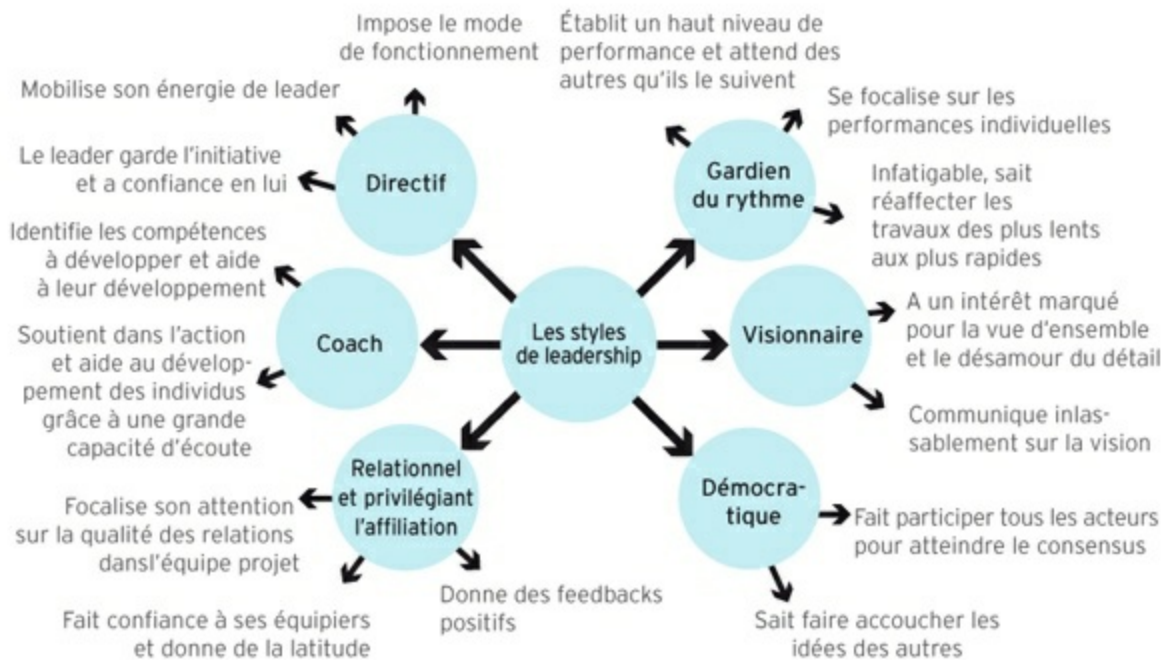 Impose le mode
de fonctionnement
Mobilise son énergie de leader
Le leader garde l'initiative
et a confiance en lui
Directif
Établit un haut niveau de
performance et attend des
autres qu'ils le suivent
Se focalise sur les
performances individuelles
Infatigable, sait
réaffecter les
travaux des plus lents
aux plus rapides
Gardien
du rythme
Identifie les compétences
à développer et aide
à leur développement
Soutient dans l'action
et aide au dévelop-
pement des individus
grâce à une grande
capacité d'écoute
Coach
Les styles
de leadership
Visionnaire
A un intérêt marqué
pour la vue d'ensemble
et le désamour du détail
Communique inlas-
sablement sur la vision
Relationnel
et privilégiant
l'affiliation
Focalise son attention
sur la qualité des relations
dansl'équipe projet
Fait confiance à ses équipiers
et donne de la latitude
Donne des feedbacks
positifs
Démocra-
tique
Fait participer tous les acteurs
pour atteindre le consensus
Sait faire accoucher les
idées des autres